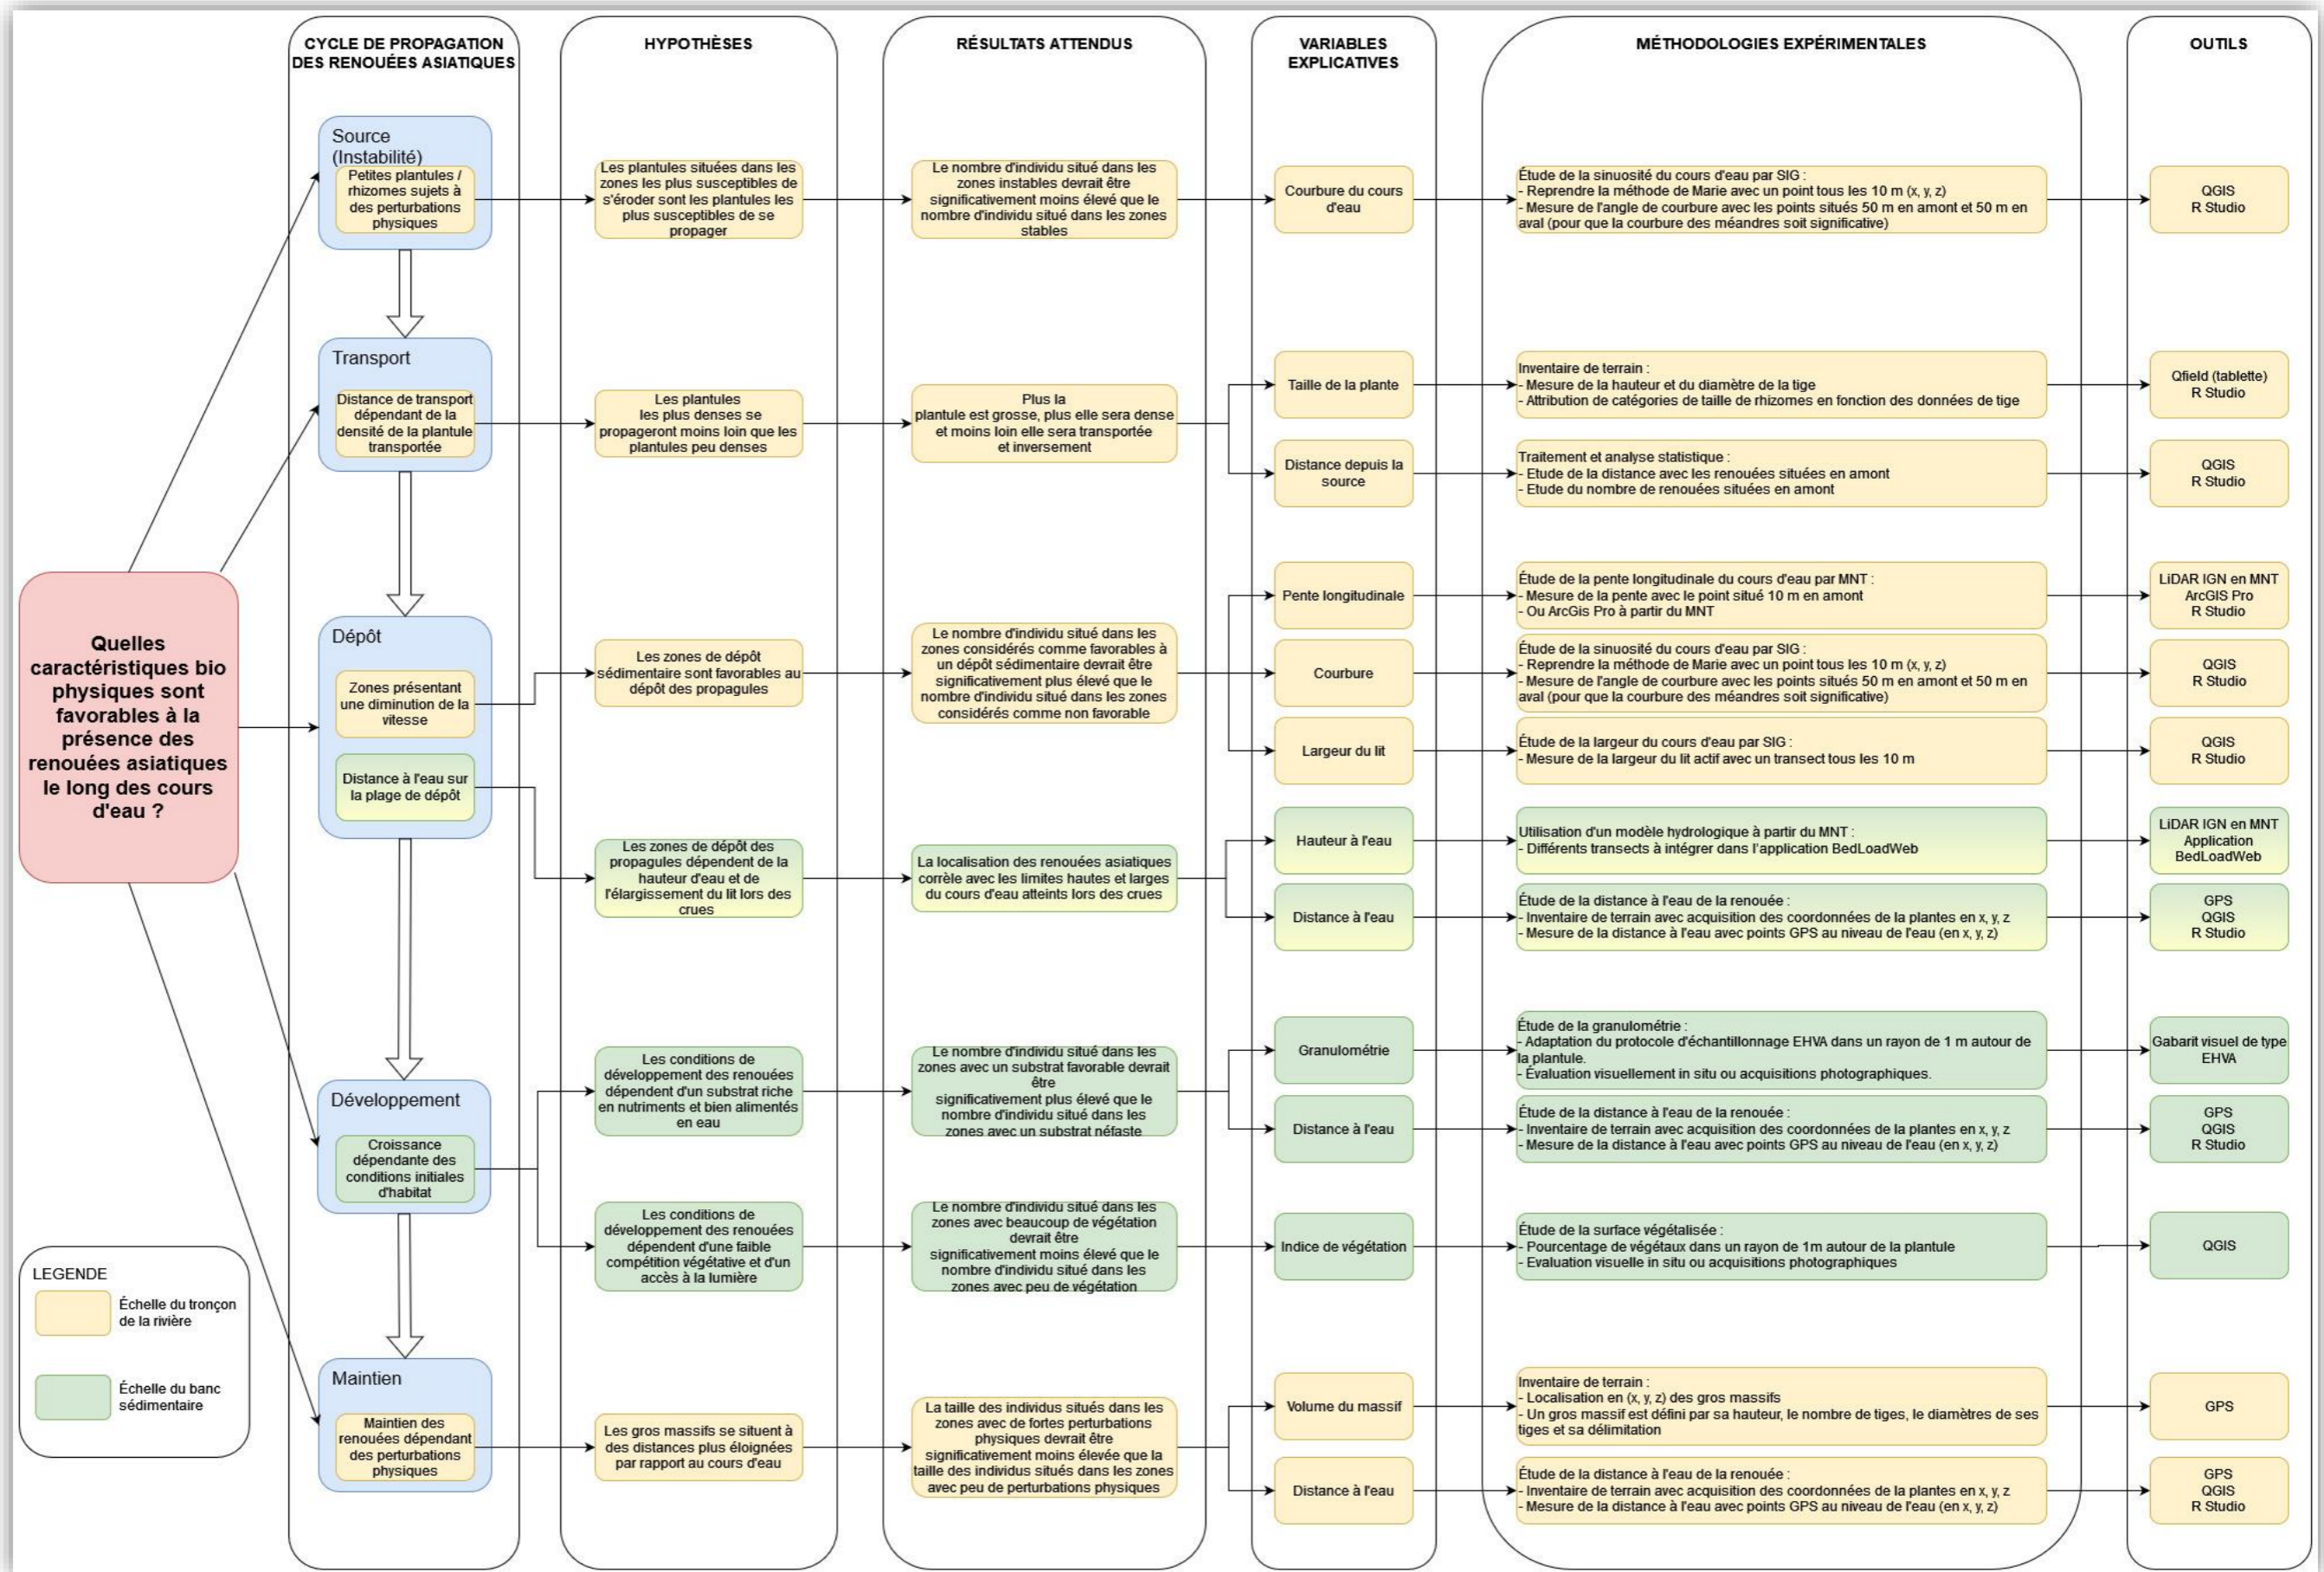 CYCLE DE PROPAGATION
DES RENOUÉES ASIATIQUES
HYPOTHÈSES
RÉSULTATS ATTENDUS
VARIABLES
EXPLICATIVES
MÉTHODOLOGIES EXPÉRIMENTALES
OUTILS
Quelles
caractéristiques bio
physiques sont
favorables à la
présence des
renouées asiatiques
le long des cours
d'eau ?
Source
(Instabilité)
Petites plantules /
rhizomes sujets à
des perturbations
physiques
Les plantules situées dans les
zones les plus susceptibles de
s'éroder sont les plantules les
plus susceptibles de se
propager
Le nombre d'individu situé dans les
zones instables devrait être
significativement moins élevé que le
nombre d'individu situé dans les zones
stables
Courbure du cours
d'eau
Étude de la sinuosité du cours d'eau par SIG :
- Reprendre la méthode de Marie avec un point tous les 10 m (x, y, z)
- Mesure de l'angle de courbure avec les points situés 50 m en amont et 50 m en
aval (pour que la courbure des méandres soit significative)
QGIS
R Studio
Transport
Distance de transport
dépendant de la
densité de la plantule
transportée
Les plantules
les plus denses se
propageront moins loin que les
plantules peu denses
Plus la
plantule est grosse, plus elle sera dense
et moins loin elle sera transportée
et inversement
Taille de la plante
Inventaire de terrain :
- Mesure de la hauteur et du diamètre de la tige
- Attribution de catégories de taille de rhizomes en fonction des données de tige
Qfield (tablette)
R Studio
Distance depuis la
source
Traitement et analyse statistique :
- Etude de la distance avec les renouées situées en amont
- Etude du nombre de renouées situées en amont
QGIS
R Studio
Dépôt
Zones présentant
une diminution de la
vitesse
Les zones de dépôt
sédimentaire sont favorables au
dépôt des propagules
Le nombre d'individu situé dans les
zones considérés comme favorables à
un dépôt sédimentaire devrait être
significativement plus élevé que le
nombre d'individu situé dans les zones
considérés comme non favorable
Pente longitudinale
Étude de la pente longitudinale du cours d'eau par MNT :
- Mesure de la pente avec le point situé 10 m en amont
- Ou ArcGis Pro à partir du MNT
LiDAR IGN en MNT
ArcGIS Pro
R Studio
Courbure
Étude de la sinuosité du cours d'eau par SIG :
- Reprendre la méthode de Marie avec un point tous les 10 m (x, y, z)
- Mesure de l'angle de courbure avec les points situés 50 m en amont et 50 m en
aval (pour que la courbure des méandres soit significative)
QGIS
R Studio
Largeur du lit
Étude de la largeur du cours d'eau par SIG :
- Mesure de la largeur du lit actif avec un transect tous les 10 m
QGIS
R Studio
Distance à l'eau sur
la plage de dépôt
Les zones de dépôt des
propagules dépendent de la
hauteur d'eau et de
l'élargissement du lit lors des
crues
La localisation des renouées asiatiques
corrèle avec les limites hautes et larges
du cours d'eau atteints lors des crues
Hauteur à l'eau
Utilisation d'un modèle hydrologique à partir du MNT :
- Différents transects à intégrer dans l'application BedLoadWeb
LiDAR IGN en MNT
Application
BedLoadWeb
Distance à l'eau
Étude de la distance à l'eau de la renouée :
- Inventaire de terrain avec acquisition des coordonnées de la plantes en x, y, z
- Mesure de la distance à l'eau avec points GPS au niveau de l'eau (en x, y, z)
GPS
QGIS
R Studio
Développement
Croissance
dépendante des
conditions initiales
d'habitat
Les conditions de
développement des renouées
dépendent d'un substrat riche
en nutriments et bien alimentés
en eau
Le nombre d'individu situé dans les
zones avec un substrat favorable devrait
être
significativement plus élevé que le
nombre d'individu situé dans les
zones avec un substrat néfaste
Granulométrie
Étude de la granulométrie :
- Adaptation du protocole d'échantillonnage EHVA dans un rayon de 1 m autour de
la plantule.
- Évaluation visuellement in situ ou acquisitions photographiques.
Gabarit visuel de type
EHVA
Distance à l'eau
Étude de la distance à l'eau de la renouée :
- Inventaire de terrain avec acquisition des coordonnées de la plantes en x, y, z
- Mesure de la distance à l'eau avec points GPS au niveau de l'eau (en x, y, z)
GPS
QGIS
R Studio
Les conditions de
développement des renouées
dépendent d'une faible
compétition végétative et d'un
accès à la lumière
Le nombre d'individu situé dans les
zones avec beaucoup de végétation
devrait être
significativement moins élevé que le
nombre d'individu situé dans les
zones avec peu de végétation
Indice de végétation
Étude de la surface végétalisée :
- Pourcentage de végétaux dans un rayon de 1m autour de la plantule
- Evaluation visuelle in situ ou acquisitions photographiques
QGIS
Maintien
Maintien des
renouées dépendant
des perturbations
physiques
Les gros massifs se situent à
des distances plus éloignées
par rapport au cours d'eau
La taille des individus situés dans les
zones avec de fortes perturbations
physiques devrait être
significativement moins élevée que la
taille des individus situés dans les zones
avec peu de perturbations physiques
Volume du massif
Inventaire de terrain :
- Localisation en (x, y, z) des gros massifs
- Un gros massif est défini par sa hauteur, le nombre de tiges, le diamètres de ses
tiges et sa délimitation
GPS
Distance à l'eau
Étude de la distance à l'eau de la renouée :
- Inventaire de terrain avec acquisition des coordonnées de la plantes en x, y, z
- Mesure de la distance à l'eau avec points GPS au niveau de l'eau (en x, y, z)
GPS
QGIS
R Studio
LEGENDE
Échelle du tronçon
de la rivière
Échelle du banc
sédimentaire